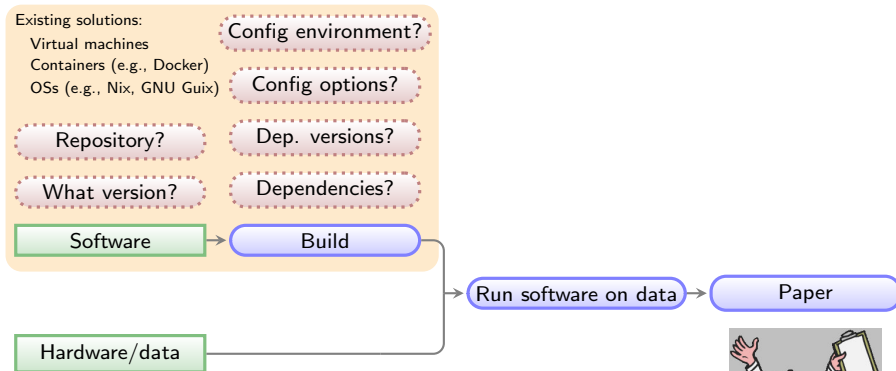 Existing solutions:
Virtual machines
Containers (e.g., Docker)
OSs (e.g., Nix, GNU Guix)
Config environment?
Config options?
Repository?
Dep. versions?
What version?
Dependencies?
Software
Build
Run software on data
Paper
Hardware/data